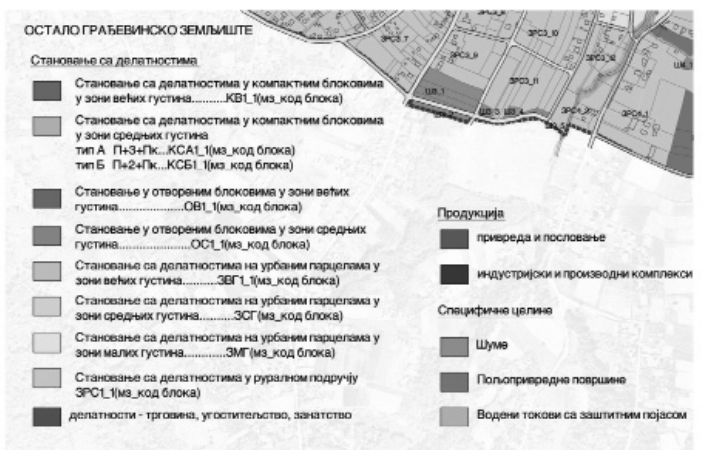 ОСТАЛО ГРАЂЕВИНСКО ЗЕМЉИШТЕ
Становање са делатностима
Становање са делатностима у компактним блоковима
у зони већих густина..........КВ1_1(мз_код блока)
Становање са делатностима у компактним блоковима
у зони средњих густина
тип А П+3+Пк...КСА1_1(мз_код блока)
тип Б П+2+Пк...КСБ1_1(мз_код блока)
Становање у отвореним блоковима у зони већих
густина...................ОВ1_1(мз_код блока)
Становање у отвореним блоковима у зони средњих
густина.....................ОС1_1(мз_код блока)
Становање са делатностима на урбаним парцелама у
зони већих густина..........ЗВГ1_1(мз_код блока)
Становање са делатностима на урбаним парцелама у
зони средњих густина..........ЗСГ(мз_код блока)
Становање са делатностима на урбаним парцелама у
зони малих густина............ЗМГ(мз_код блока)
Становање са делатностима у руралном подручју
ЗРС1_1(мз_код блока)
делатности - трговина, угоститељство, занатство
Продукција
привреда и пословање
индустријски и производни комплекси
Специфичне целине
Шуме
Пољопривредне површине
Водени токови са заштитним појасом
ЗРС3_7
ЗРС3_9
ЗРС3_10
ЗРС3_11
ЗРС3_12